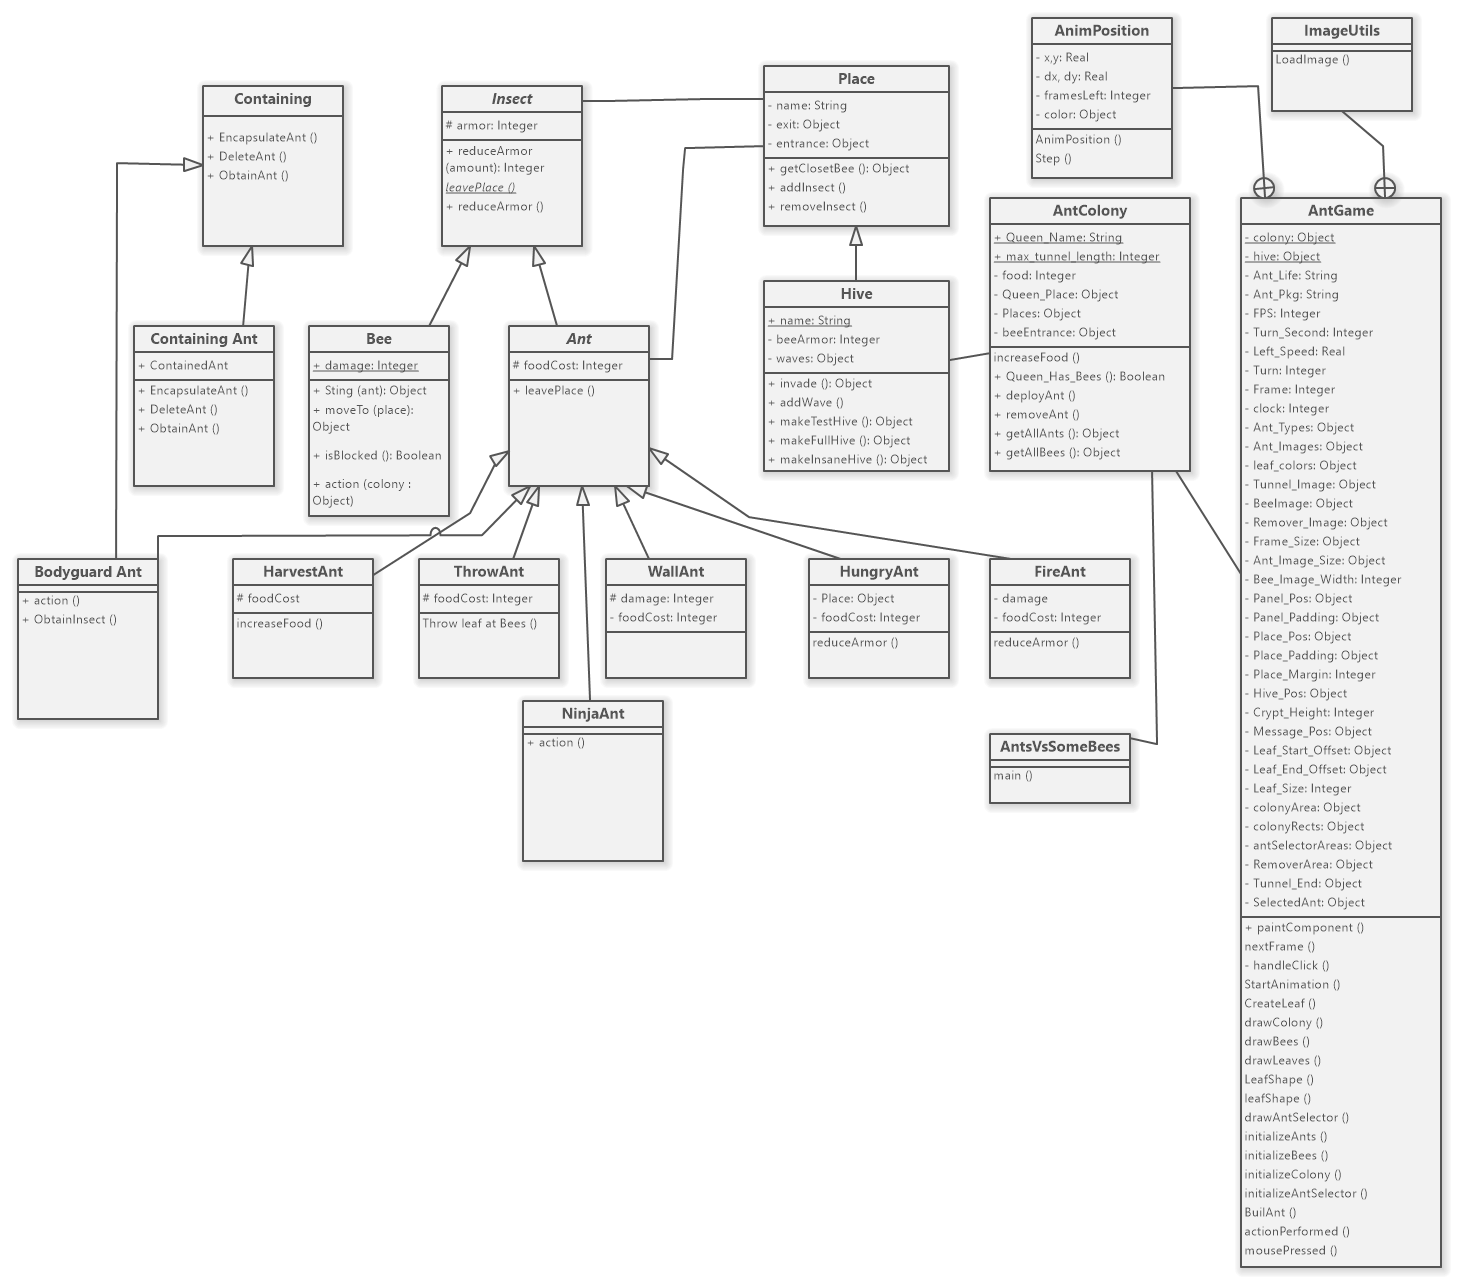 AnimPosition
- x,y: Real
- dx, dy: Real
- framesLeft: Integer
- color: Object
AnimPosition ()
Step ()
ImageUtils
LoadImage ()
Containing
+ EncapsulateAnt ()
+ DeleteAnt ()
+ ObtainAnt ()
Insect
# armor: Integer
+ reduceArmor
(amount): Integer
leavePlace ()
+ reduceArmor ()
Place
- name: String
- exit: Object
- entrance: Object
+ getClosetBee (): Object
+ addInsect ()
+ removeInsect ()
AntColony
+ Queen_Name: String
+ max_tunnel_length: Integer
- food: Integer
- Queen_Place: Object
- Places: Object
- beeEntrance: Object
increaseFood ()
+ Queen_Has_Bees (): Boolean
+ deployAnt ()
+ removeAnt ()
+ getAllAnts (): Object
+ getAllBees (): Object
AntGame
- colony: Object
- hive: Object
- Ant_Life: String
- Ant_Pkg: String
- FPS: Integer
- Turn_Second: Integer
- Left_Speed: Real
- Turn: Integer
- Frame: Integer
- clock: Integer
- Ant_Types: Object
- Ant_Images: Object
- leaf_colors: Object
- Tunnel_Image: Object
- BeeImage: Object
- Remover_Image: Object
- Frame_Size: Object
- Ant_Image_Size: Object
- Bee_Image_Width: Integer
- Panel_Pos: Object
- Panel_Padding: Object
- Place_Pos: Object
- Place_Padding: Object
- Place_Margin: Integer
- Hive_Pos: Object
- Crypt_Height: Integer
- Message_Pos: Object
- Leaf_Start_Offset: Object
- Leaf_End_Offset: Object
- Leaf_Size: Integer
- colonyArea: Object
- colonyRects: Object
- antSelectorAreas: Object
- RemoverArea: Object
- Tunnel_End: Object
- SelectedAnt: Object
+ paintComponent ()
nextFrame ()
- handleClick ()
StartAnimation ()
CreateLeaf ()
drawColony ()
drawBees ()
drawLeaves ()
LeafShape ()
leafShape ()
drawAntSelector ()
initializeAnts ()
initializeBees ()
initializeColony ()
initializeAntSelector ()
BuilAnt ()
actionPerformed ()
mousePressed ()
Hive
+ name: String
- beeArmor: Integer
- waves: Object
+ invade (): Object
+ addWave ()
+ makeTestHive (): Object
+ makeFullHive (): Object
+ makeInsaneHive (): Object
Containing Ant
+ ContainedAnt
+ EncapsulateAnt ()
+ DeleteAnt ()
+ ObtainAnt ()
Bee
+ damage: Integer
+ Sting (ant): Object
+ moveTo (place):
Object
+ isBlocked (): Boolean
+ action (colony :
Object)
Ant
# foodCost: Integer
+ leavePlace ()
Bodyguard Ant
+ action ()
+ ObtainInsect ()
HarvestAnt
# foodCost
increaseFood ()
ThrowAnt
# foodCost: Integer
Throw leaf at Bees ()
WallAnt
# damage: Integer
- foodCost: Integer
HungryAnt
- Place: Object
- foodCost: Integer
reduceArmor ()
FireAnt
- damage
- foodCost: Integer
reduceArmor ()
NinjaAnt
+ action ()
AntsVsSomeBees
main ()